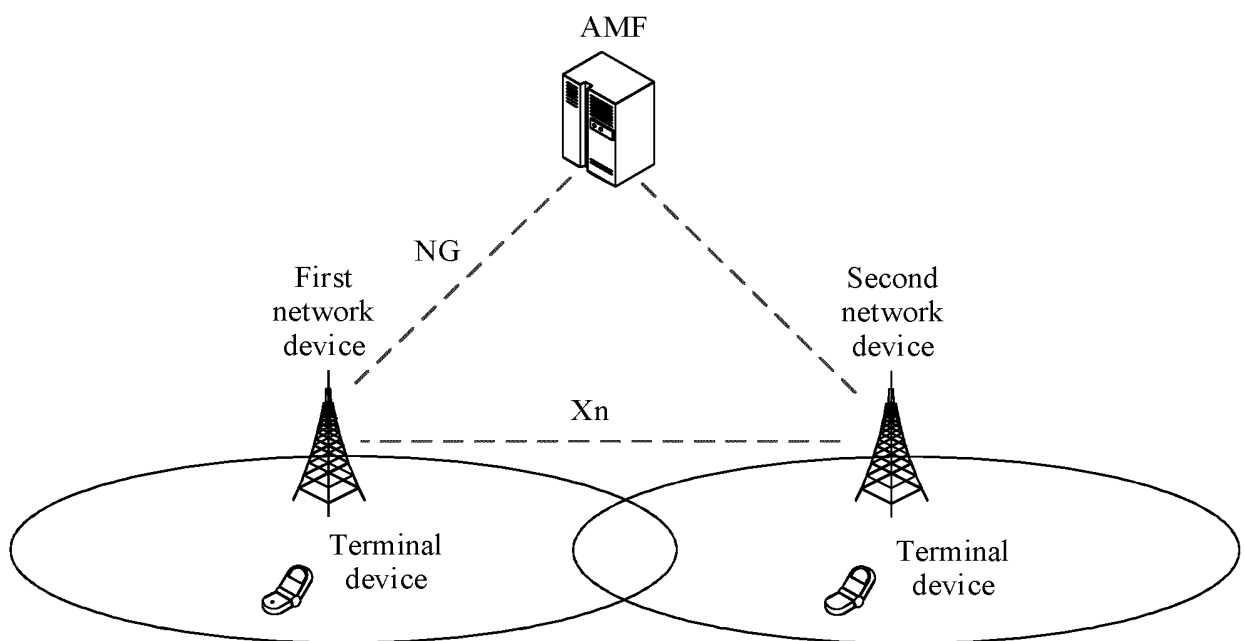 AMF
NG
First
network
device
Second
network
device
Xn
Terminal
device
Terminal
device